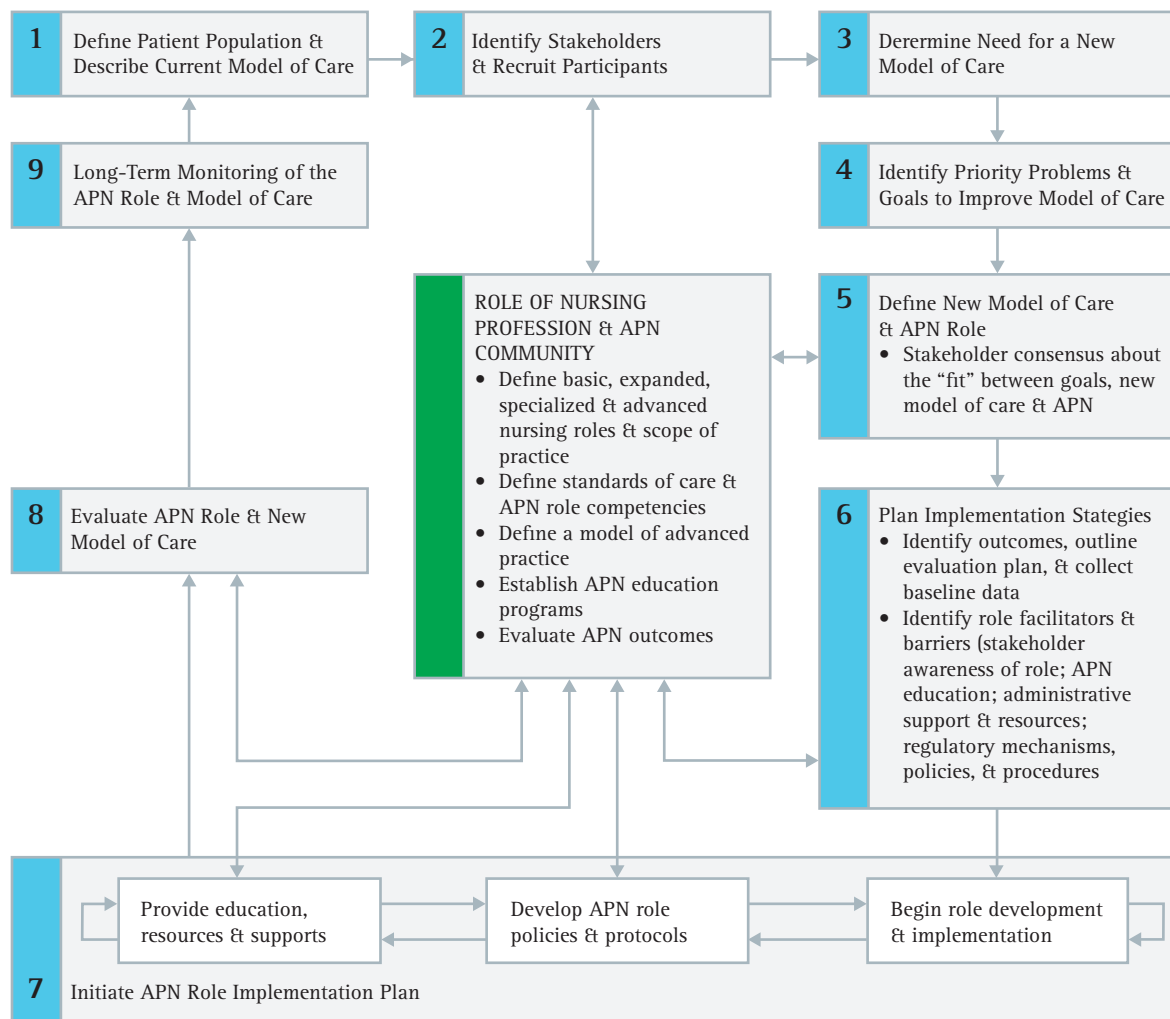 1
Define Patient Population &
Describe Current Model of Care
2
Identify Stakeholders
& Recruit Participants
3
Derermine Need for a New
Model of Care
9
Long-Term Monitoring of the
APN Role & Model of Care
4
Identify Priority Problems &
Goals to Improve Model of Care
ROLE OF NURSING
PROFESSION & APN
COMMUNITY
• Define basic, expanded,
specialized & advanced
nursing roles & scope of
practice
• Define standards of care &
APN role competencies
• Define a model of advanced
practice
• Establish APN education
programs
• Evaluate APN outcomes
5
Define New Model of Care
& APN Role
• Stakeholder consensus about
the “fit” between goals, new
model of care & APN
8
Evaluate APN Role & New
Model of Care
6
Plan Implementation Stategies
• Identify outcomes, outline
evaluation plan, & collect
baseline data
• Identify role facilitators &
barriers (stakeholder
awareness of role; APN
education; administrative
support & resources;
regulatory mechanisms,
policies, & procedures
Provide education,
resources & supports
Develop APN role
policies & protocols
Begin role development
& implementation
7
Initiate APN Role Implementation Plan